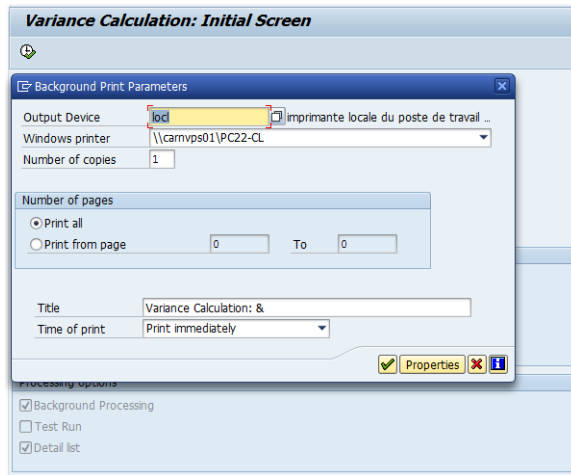 Variance Calculation: Initial Screen
Background Print Parameters
Output Device locl imprimante locale du poste de travail ...
Windows printer \\carnvps01\PC22-CL
Number of copies 1
Number of pages
Print all
Print from page 0 To 0
Title Variance Calculation: &
Time of print Print immediately
Properties
Processing options
Background Processing
Test Run
Detail list